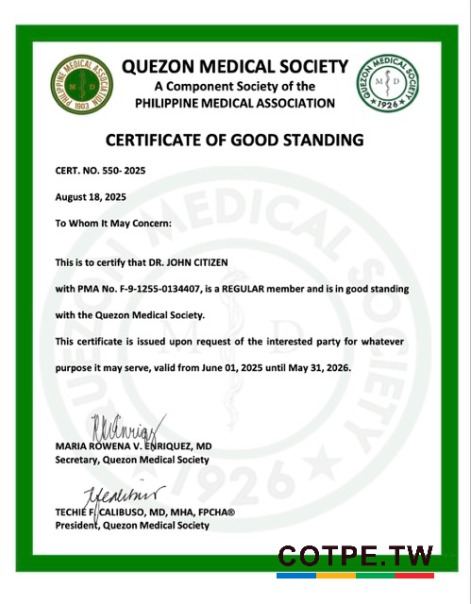 QUEZON MEDICAL SOCIETY
A Component Society of the
PHILIPPINE MEDICAL ASSOCIATION
PHILIPPINE MEDICAL ASSOCIATION
1903
QUEZON MEDICAL SOCIETY
M D
1926
CERTIFICATE OF GOOD STANDING
CERT. NO. 550- 2025
August 18, 2025
To Whom It May Concern:
This is to certify that DR. JOHN CITIZEN
with PMA No. F-9-1255-0134407, is a REGULAR member and is in good standing
with the Quezon Medical Society.
This certificate is issued upon request of the interested party for whatever
purpose it may serve, valid from June 01, 2025 until May 31, 2026.
QUEZON MEDICAL SOCIETY
M D
1926
MARIA ROWENA V. ENRIQUEZ, MD
Secretary, Quezon Medical Society
TECHIE F. CALIBUSO, MD, MHA, FPCHA®
President, Quezon Medical Society
COTPE.TW